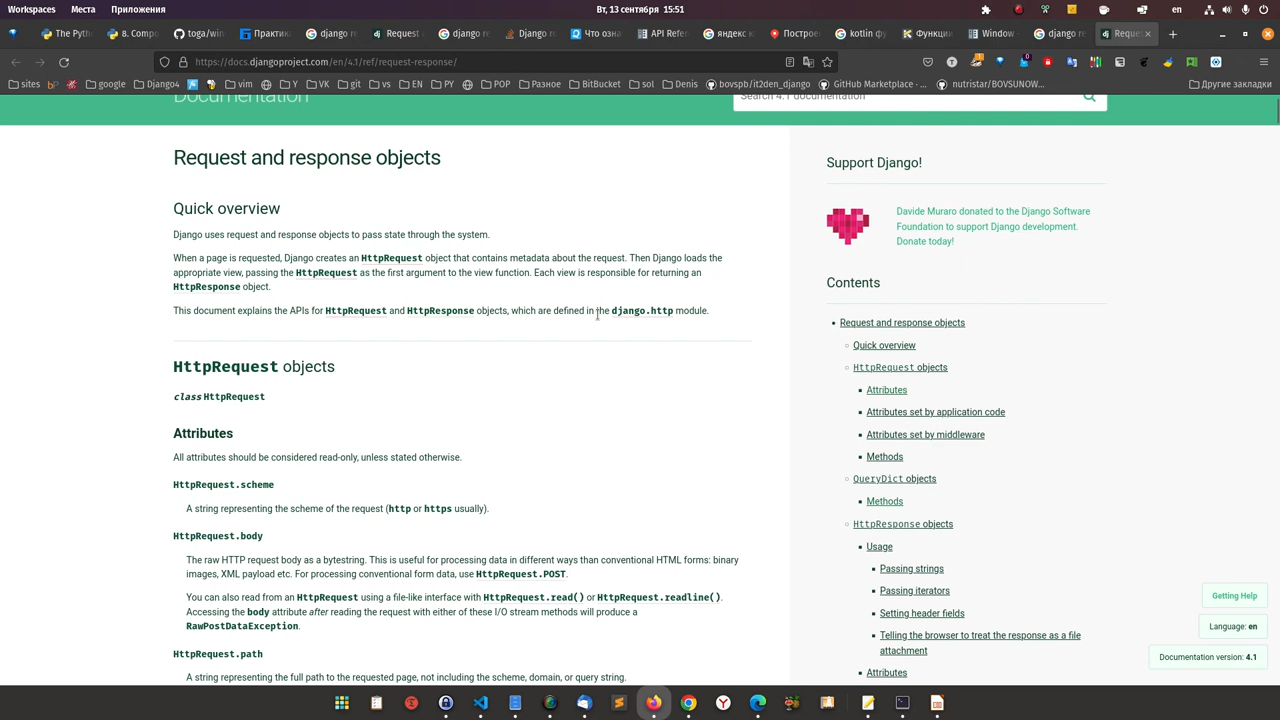 Workspaces Места Приложения Вт, 13 сентября 15:51 en
The Pyth 8. Compo toga/win Практика django re Request a django re Django re Что озна API Refer яндекс к Построе kotlin фу Функции Window - django re Reque
https://docs.djangoproject.com/en/4.1/ref/request-response/
sites bo google Django4 vim Y VK git vs EN PY POP Разное BitBucket sol Denis bovspb/it2den_django GitHub Marketplace · ... nutristar/BOVSUNOW... Другие закладки
Documentation
Search 4.1 documentation
Request and response objects
Quick overview
Django uses request and response objects to pass state through the system.
When a page is requested, Django creates an HttpRequest object that contains metadata about the request. Then Django loads the
appropriate view, passing the HttpRequest as the first argument to the view function. Each view is responsible for returning an
HttpResponse object.
This document explains the APIs for HttpRequest and HttpResponse objects, which are defined in the django.http module.
HttpRequest objects
class HttpRequest
Attributes
All attributes should be considered read-only, unless stated otherwise.
HttpRequest.scheme
A string representing the scheme of the request (http or https usually).
HttpRequest.body
The raw HTTP request body as a bytestring. This is useful for processing data in different ways than conventional HTML forms: binary
images, XML payload etc. For processing conventional form data, use HttpRequest.POST.
You can also read from an HttpRequest using a file-like interface with HttpRequest.read() or HttpRequest.readline().
Accessing the body attribute after reading the request with either of these I/O stream methods will produce a
RawPostDataException.
HttpRequest.path
A string representing the full path to the requested page, not including the scheme, domain, or query string.
Support Django!
Davide Muraro donated to the Django Software
Foundation to support Django development.
Donate today!
Contents
Request and response objects
Quick overview
HttpRequest objects
Attributes
Attributes set by application code
Attributes set by middleware
Methods
QueryDict objects
Methods
HttpResponse objects
Usage
Passing strings
Passing iterators
Setting header fields
Telling the browser to treat the response as a file
attachment
Attributes
Getting Help
Language: en
Documentation version: 4.1